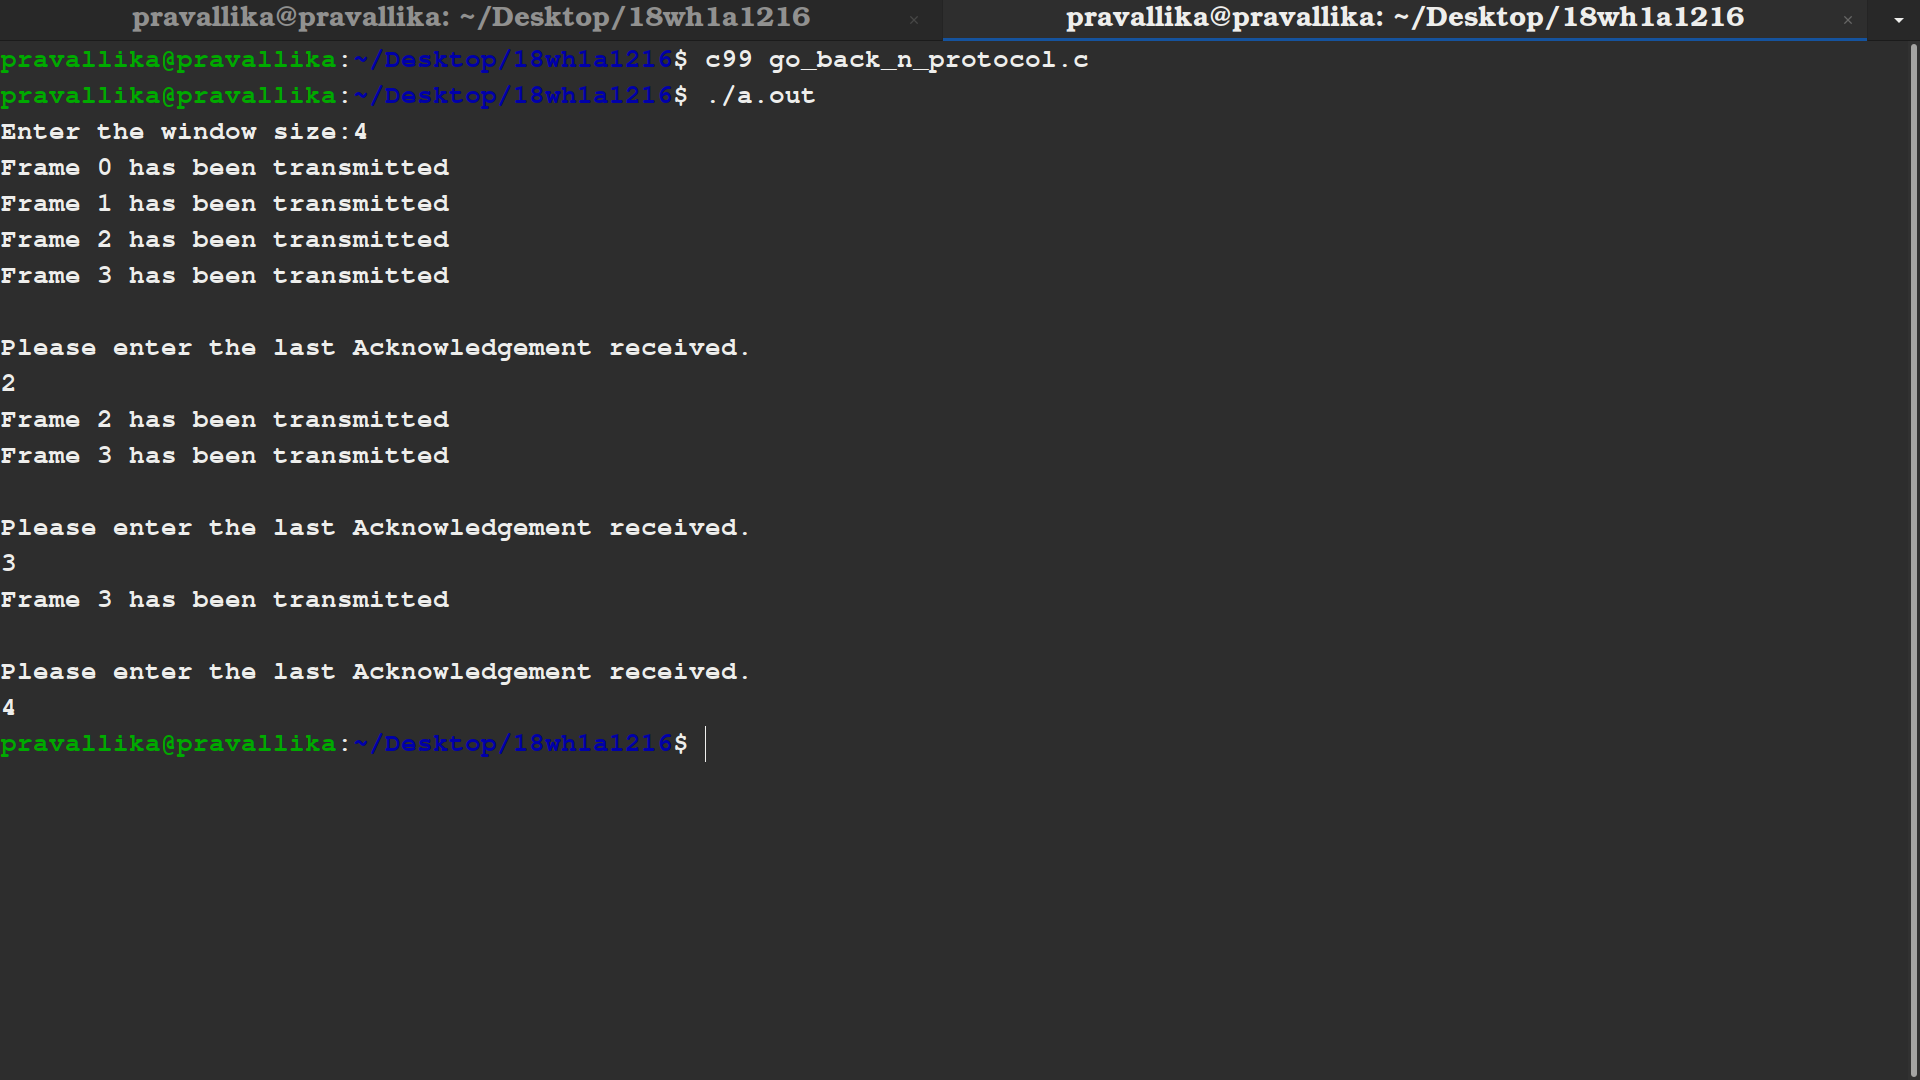 pravallika@pravallika: ~/Desktop/18wh1a1216 × pravallika@pravallika: ~/Desktop/18wh1a1216 ×
pravallika@pravallika:~/Desktop/18wh1a1216$ c99 go_back_n_protocol.c
pravallika@pravallika:~/Desktop/18wh1a1216$ ./a.out
Enter the window size:4
Frame 0 has been transmitted
Frame 1 has been transmitted
Frame 2 has been transmitted
Frame 3 has been transmitted
Please enter the last Acknowledgement received.
2
Frame 2 has been transmitted
Frame 3 has been transmitted
Please enter the last Acknowledgement received.
3
Frame 3 has been transmitted
Please enter the last Acknowledgement received.
4
pravallika@pravallika:~/Desktop/18wh1a1216$